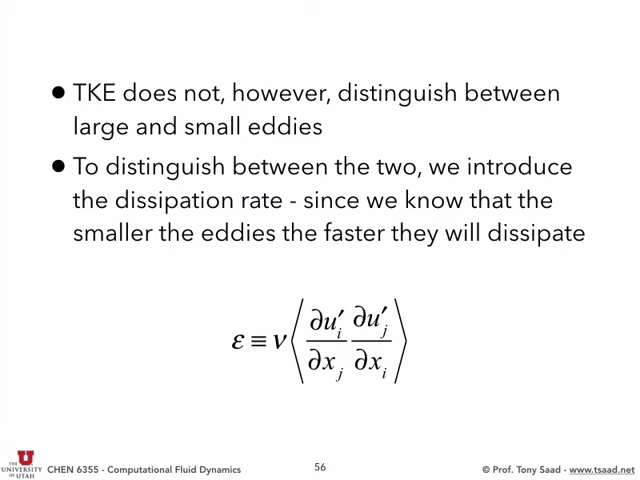 ● TKE does not, however, distinguish between
large and small eddies
● To distinguish between the two, we introduce
the dissipation rate - since we know that the
smaller the eddies the faster they will dissipate
ε ≡ ν⟨∂u′ᵢ/∂xⱼ ∂u′ⱼ/∂xᵢ⟩
THE UNIVERSITY OF UTAH
CHEN 6355 - Computational Fluid Dynamics
56
© Prof. Tony Saad - www.tsaad.net